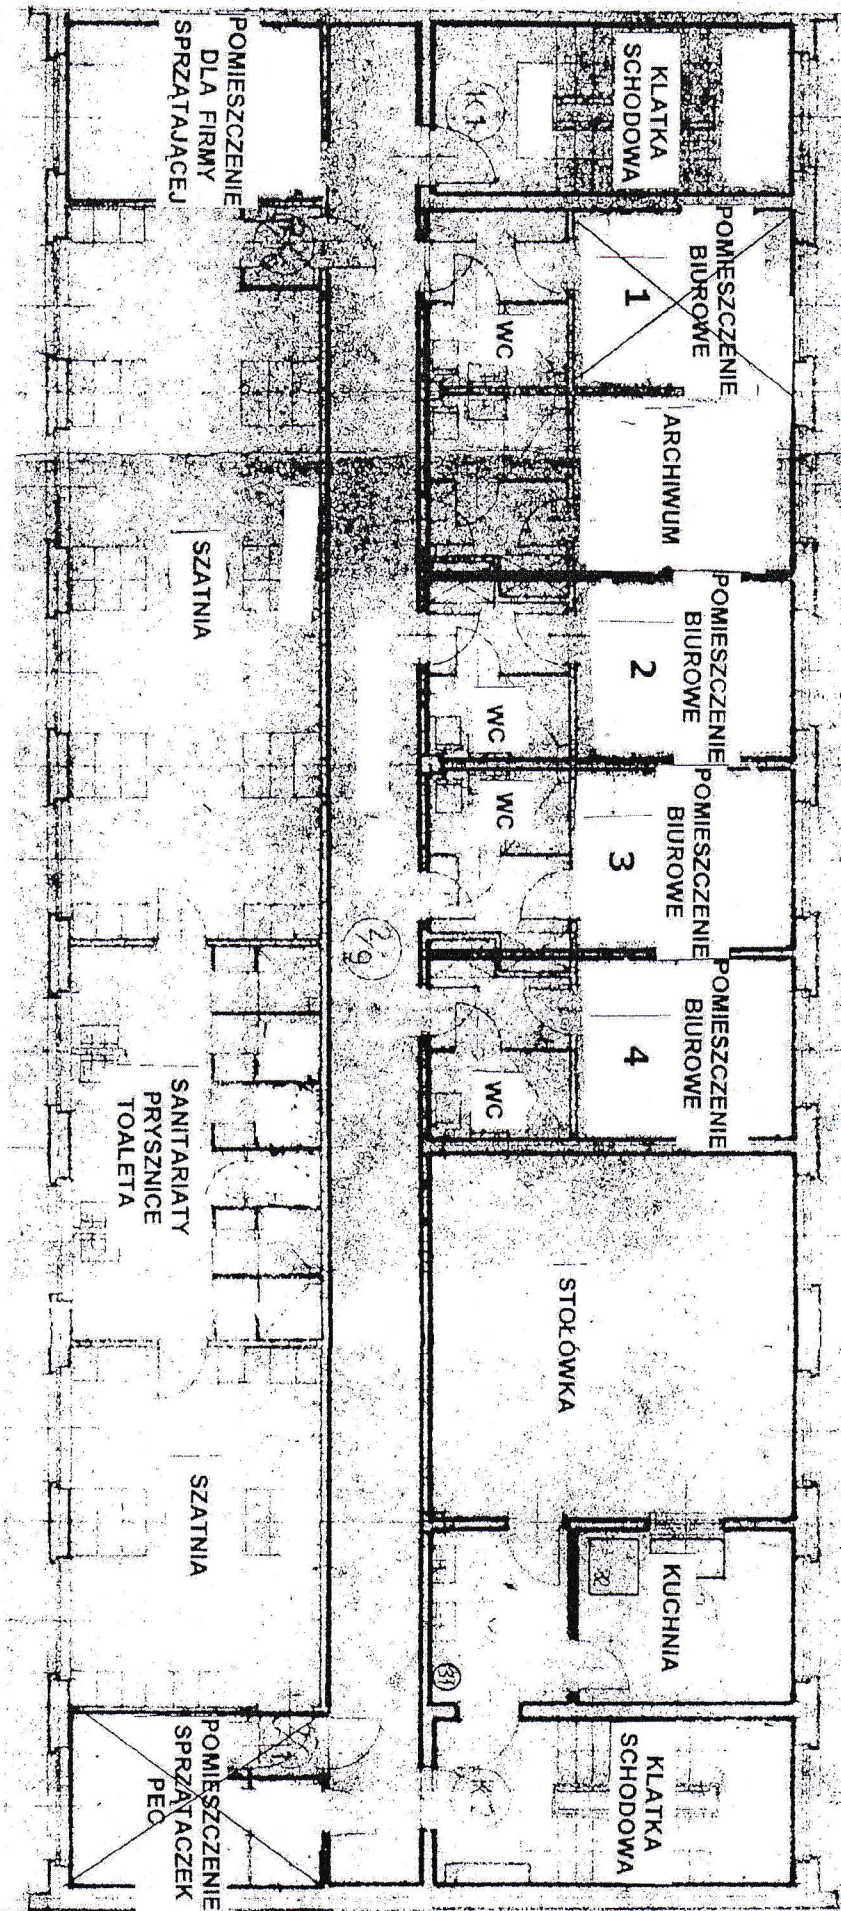 KLATKA
SCHODOWA
POMIESZCZENIE
BIUROWE
1
ARCHIWUM
POMIESZCZENIE
BIUROWE
2
POMIESZCZENIE
BIUROWE
3
POMIESZCZENIE
BIUROWE
4
STOŁÓWKA
KUCHNIA
KLATKA
SCHODOWA
WC
WC
WC
WC
POMIESZCZENIE
DLA FIRMY
SPRZĄTAJĄCEJ
SZATNIA
SANITARIATY
PRYSZNICE
TOALETA
SZATNIA
POMIESZCZENIE
SPRZĄTACZEK
PEC